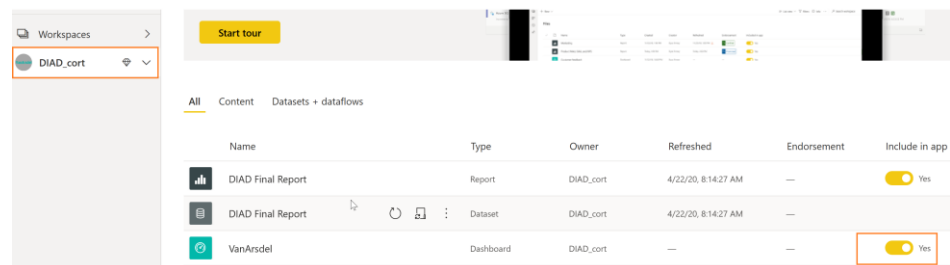 Workspaces
Start tour
DIAD_cort
All Content Datasets + dataflows
Name Type Owner Refreshed Endorsement Include in app
DIAD Final Report Report DIAD_cort 4/22/20, 8:14:27 AM — Yes
DIAD Final Report Dataset DIAD_cort 4/22/20, 8:14:27 AM —
VanArsdel Dashboard DIAD_cort — — Yes